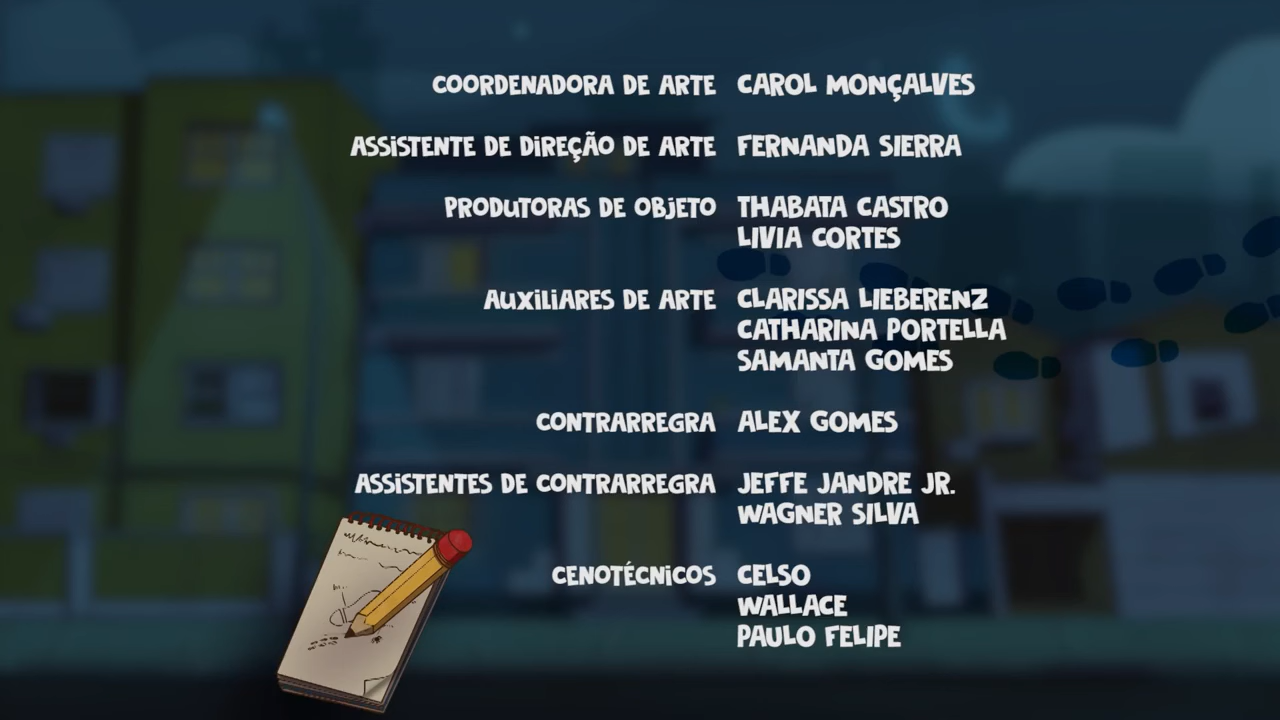 COORDENADORA DE ARTE CAROL MONÇALVES
ASSISTENTE DE DIREÇÃO DE ARTE FERNANDA SIERRA
PRODUTORAS DE OBJETO THABATA CASTRO
LIVIA CORTES
AUXILIARES DE ARTE CLARISSA LIEBERENZ
CATHARINA PORTELLA
SAMANTA GOMES
CONTRARREGRA ALEX GOMES
ASSISTENTES DE CONTRARREGRA JEFFE JANDRE JR.
WAGNER SILVA
CENOTÉCNICOS CELSO
WALLACE
PAULO FELIPE